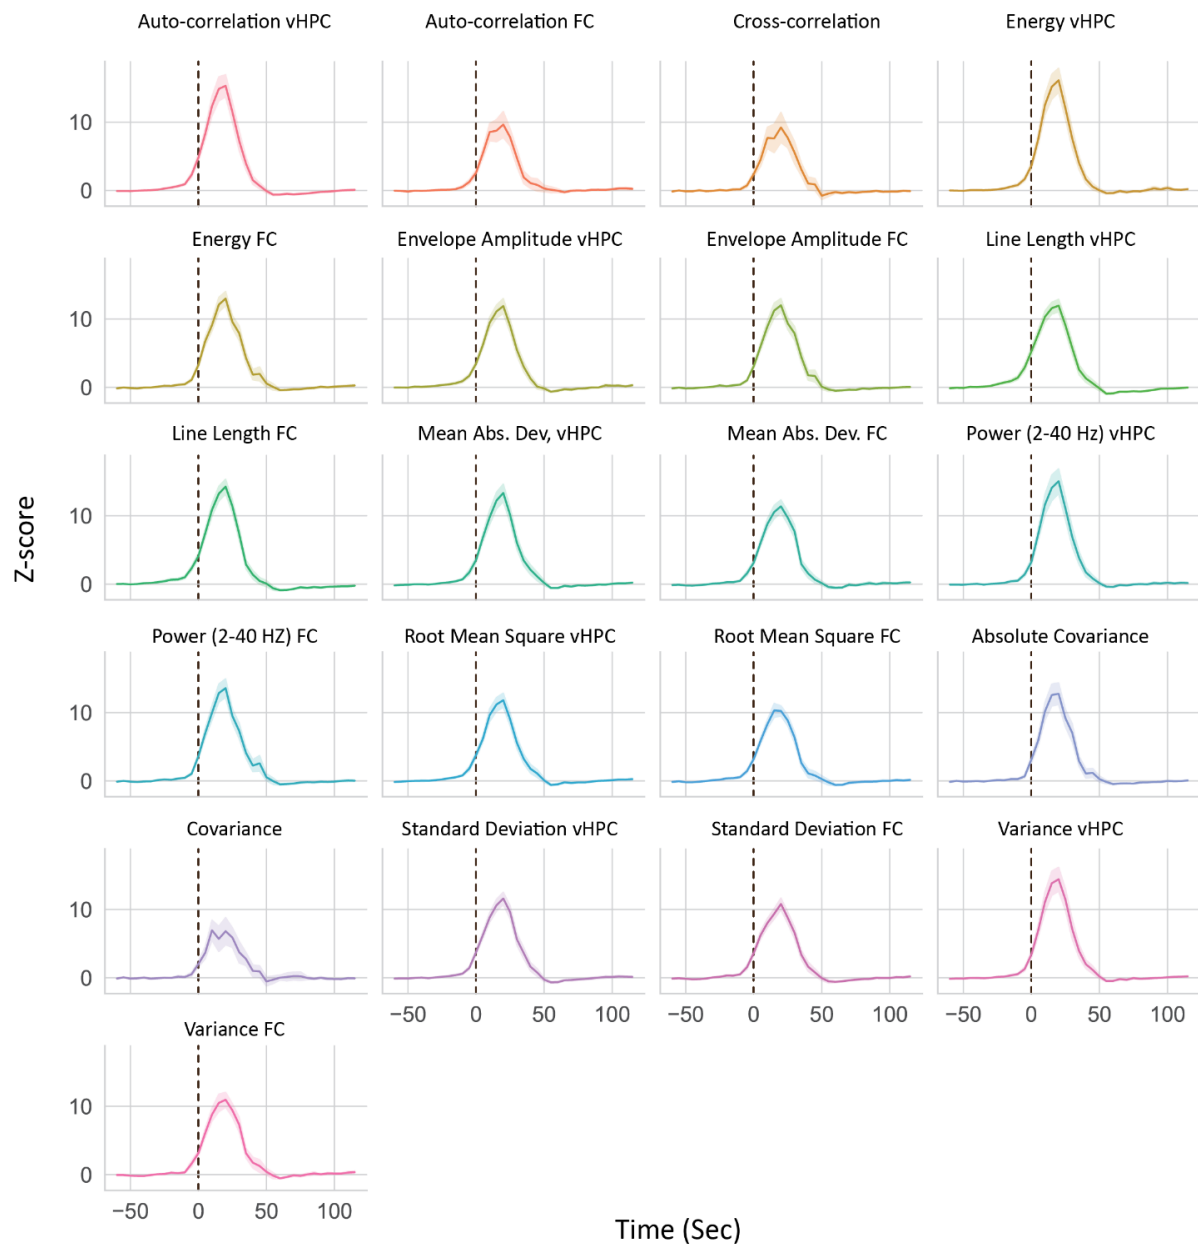 Auto-correlation vHPC Auto-correlation FC Cross-correlation Energy vHPC
10
0
Energy FC Envelope Amplitude vHPC Envelope Amplitude FC Line Length vHPC
10
0
Line Length FC Mean Abs. Dev, vHPC Mean Abs. Dev. FC Power (2-40 Hz) vHPC
10
0
Z-score
Power (2-40 HZ) FC Root Mean Square vHPC Root Mean Square FC Absolute Covariance
10
0
Covariance Standard Deviation vHPC Standard Deviation FC Variance vHPC
10
0
−50 0 50 100 −50 0 50 100 −50 0 50 100
Variance FC
10
0
−50 0 50 100
Time (Sec)